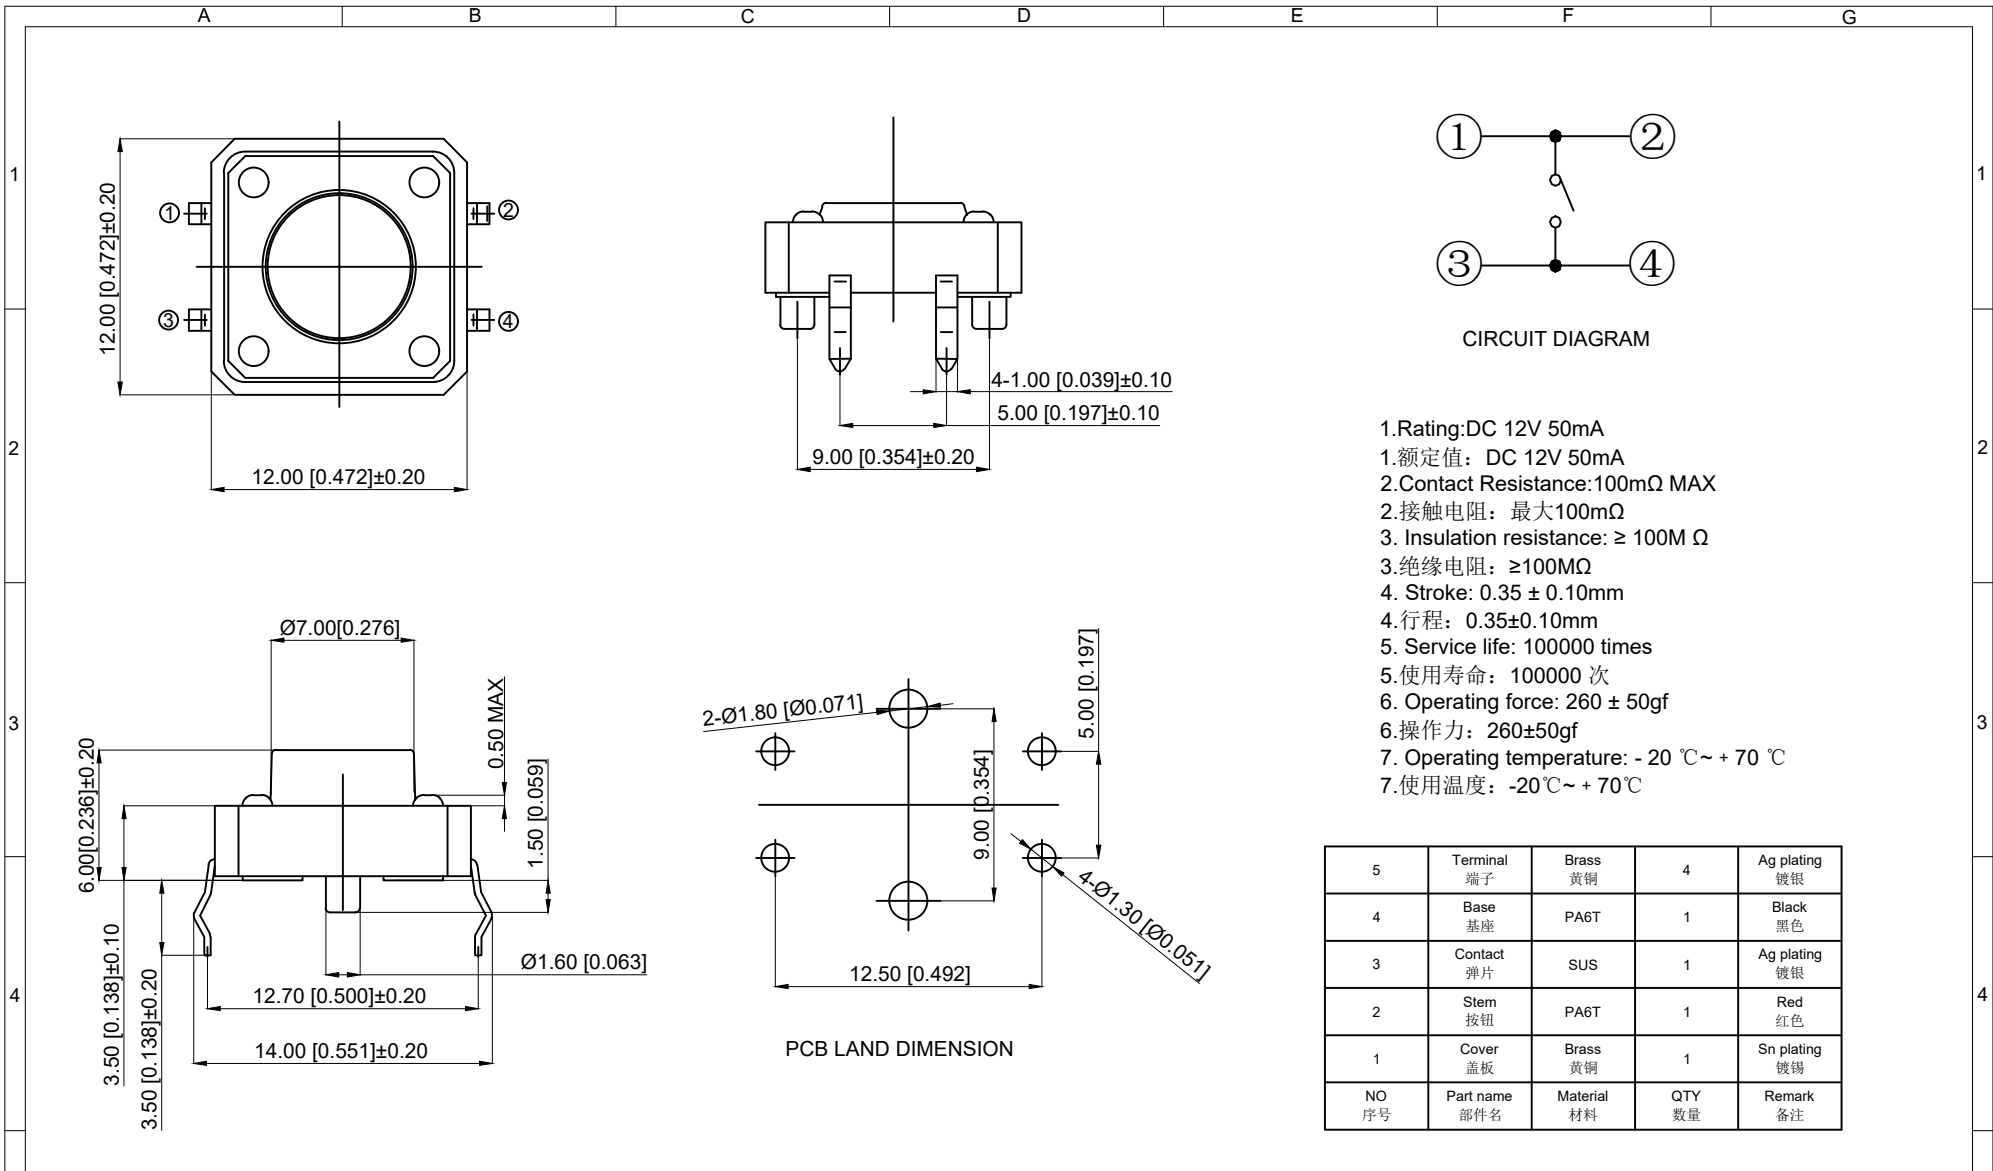 A B C D E F G
1
2
3
4
1
2
3
4
12.00 [0.472]±0.20
①
②
③
④
12.00 [0.472]±0.20
4-1.00 [0.039]±0.10
5.00 [0.197]±0.10
9.00 [0.354]±0.20
①
②
③
④
CIRCUIT DIAGRAM
1.Rating:DC 12V 50mA
1.额定值：DC 12V 50mA
2.Contact Resistance:100mΩ MAX
2.接触电阻：最大100mΩ
3. Insulation resistance: ≥ 100M Ω
3.绝缘电阻：≥100MΩ
4. Stroke: 0.35 ± 0.10mm
4.行程：0.35±0.10mm
5. Service life: 100000 times
5.使用寿命：100000 次
6. Operating force: 260 ± 50gf
6.操作力：260±50gf
7. Operating temperature: - 20 ℃~ + 70 ℃
7.使用温度：-20℃~ + 70℃
Ø7.00[0.276]
0.50 MAX
6.00[0.236]±0.20
1.50 [0.059]
3.50 [0.138]±0.10
3.50 [0.138]±0.20
Ø1.60 [0.063]
12.70 [0.500]±0.20
14.00 [0.551]±0.20
2-Ø1.80 [Ø0.071]
5.00 [0.197]
9.00 [0.354]
4-Ø1.30 [Ø0.051]
12.50 [0.492]
PCB LAND DIMENSION
5 Terminal Brass 4 Ag plating
端子 黄铜 镀银
4 Base PA6T 1 Black
基座 黑色
3 Contact SUS 1 Ag plating
弹片 镀银
2 Stem PA6T 1 Red
按钮 红色
1 Cover Brass 1 Sn plating
盖板 黄铜 镀锡
NO Part name Material QTY Remark
序号 部件名 材料 数量 备注